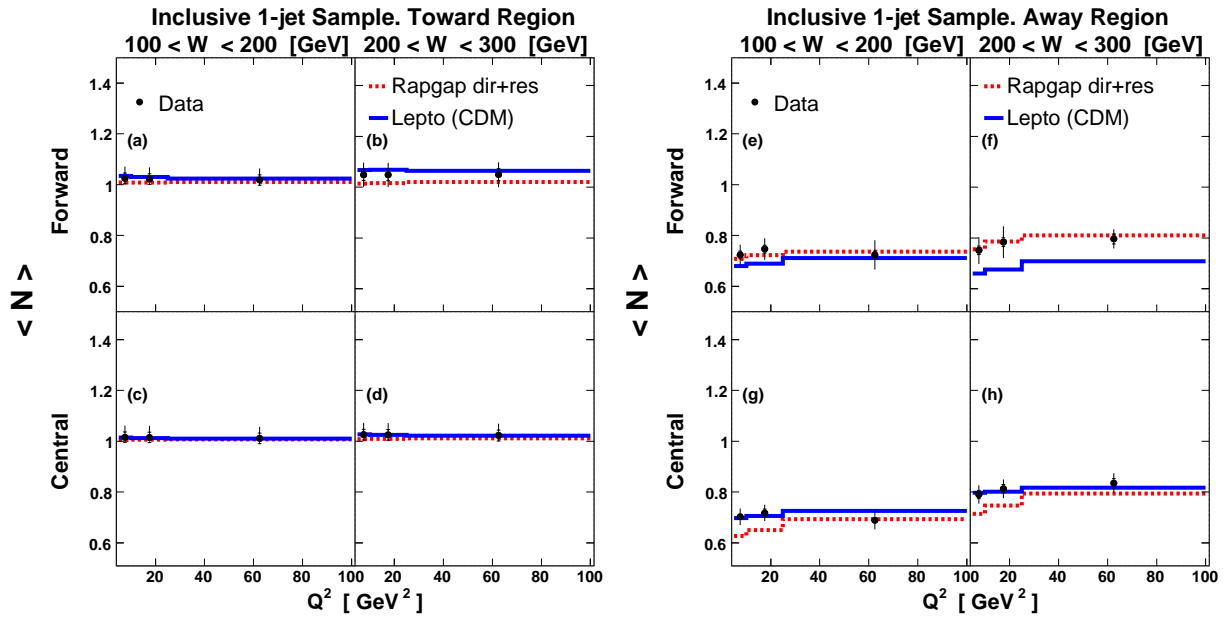 Inclusive 1-jet Sample. Toward Region
100 < W < 200 [GeV] 200 < W < 300 [GeV]
1.4
1.2
1
0.8
0.6
Forward
Data
(a)
Rapgap dir+res
Lepto (CDM)
(b)
< N >
1.4
1.2
1
0.8
0.6
Central
(c)
(d)
20 40 60 80 100 20 40 60 80 100
Q² [ GeV² ]
Inclusive 1-jet Sample. Away Region
100 < W < 200 [GeV] 200 < W < 300 [GeV]
1.4
1.2
1
0.8
0.6
Forward
Data
(e)
Rapgap dir+res
Lepto (CDM)
(f)
< N >
1.4
1.2
1
0.8
0.6
Central
(g)
(h)
20 40 60 80 100 20 40 60 80 100
Q² [ GeV² ]